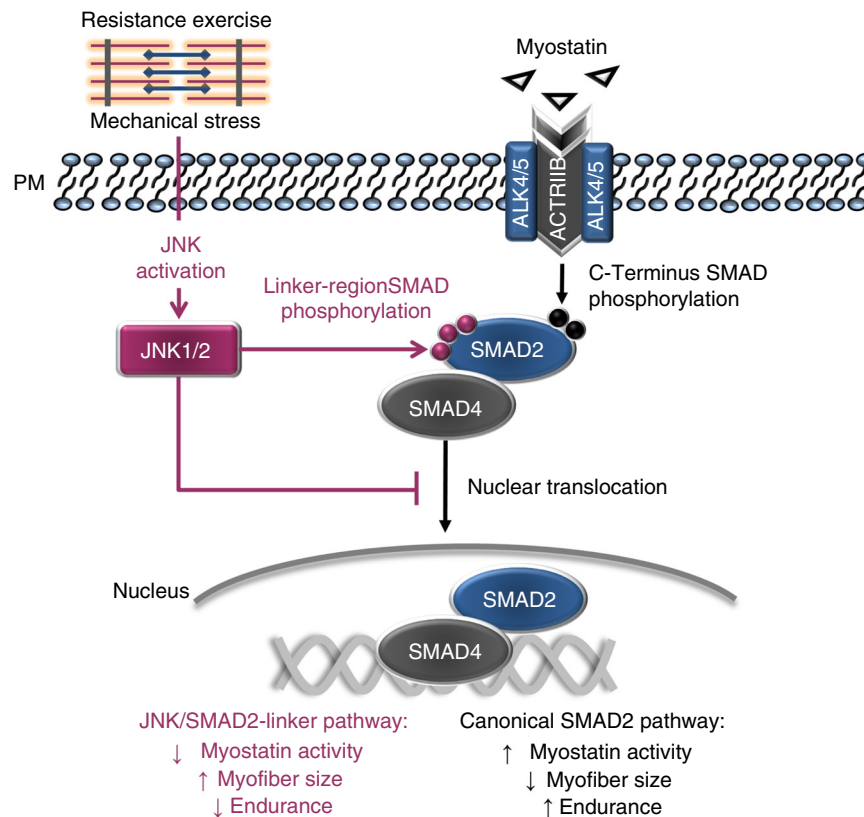 Resistance exercise
Mechanical stress
Myostatin
PM
ALK4/5
ACTRIIB
ALK4/5
JNK
activation
Linker-regionSMAD
phosphorylation
C-Terminus SMAD
phosphorylation
JNK1/2
SMAD2
SMAD4
Nuclear translocation
Nucleus
SMAD2
SMAD4
JNK/SMAD2-linker pathway:
↓ Myostatin activity
↑ Myofiber size
↓ Endurance
Canonical SMAD2 pathway:
↑ Myostatin activity
↓ Myofiber size
↑ Endurance